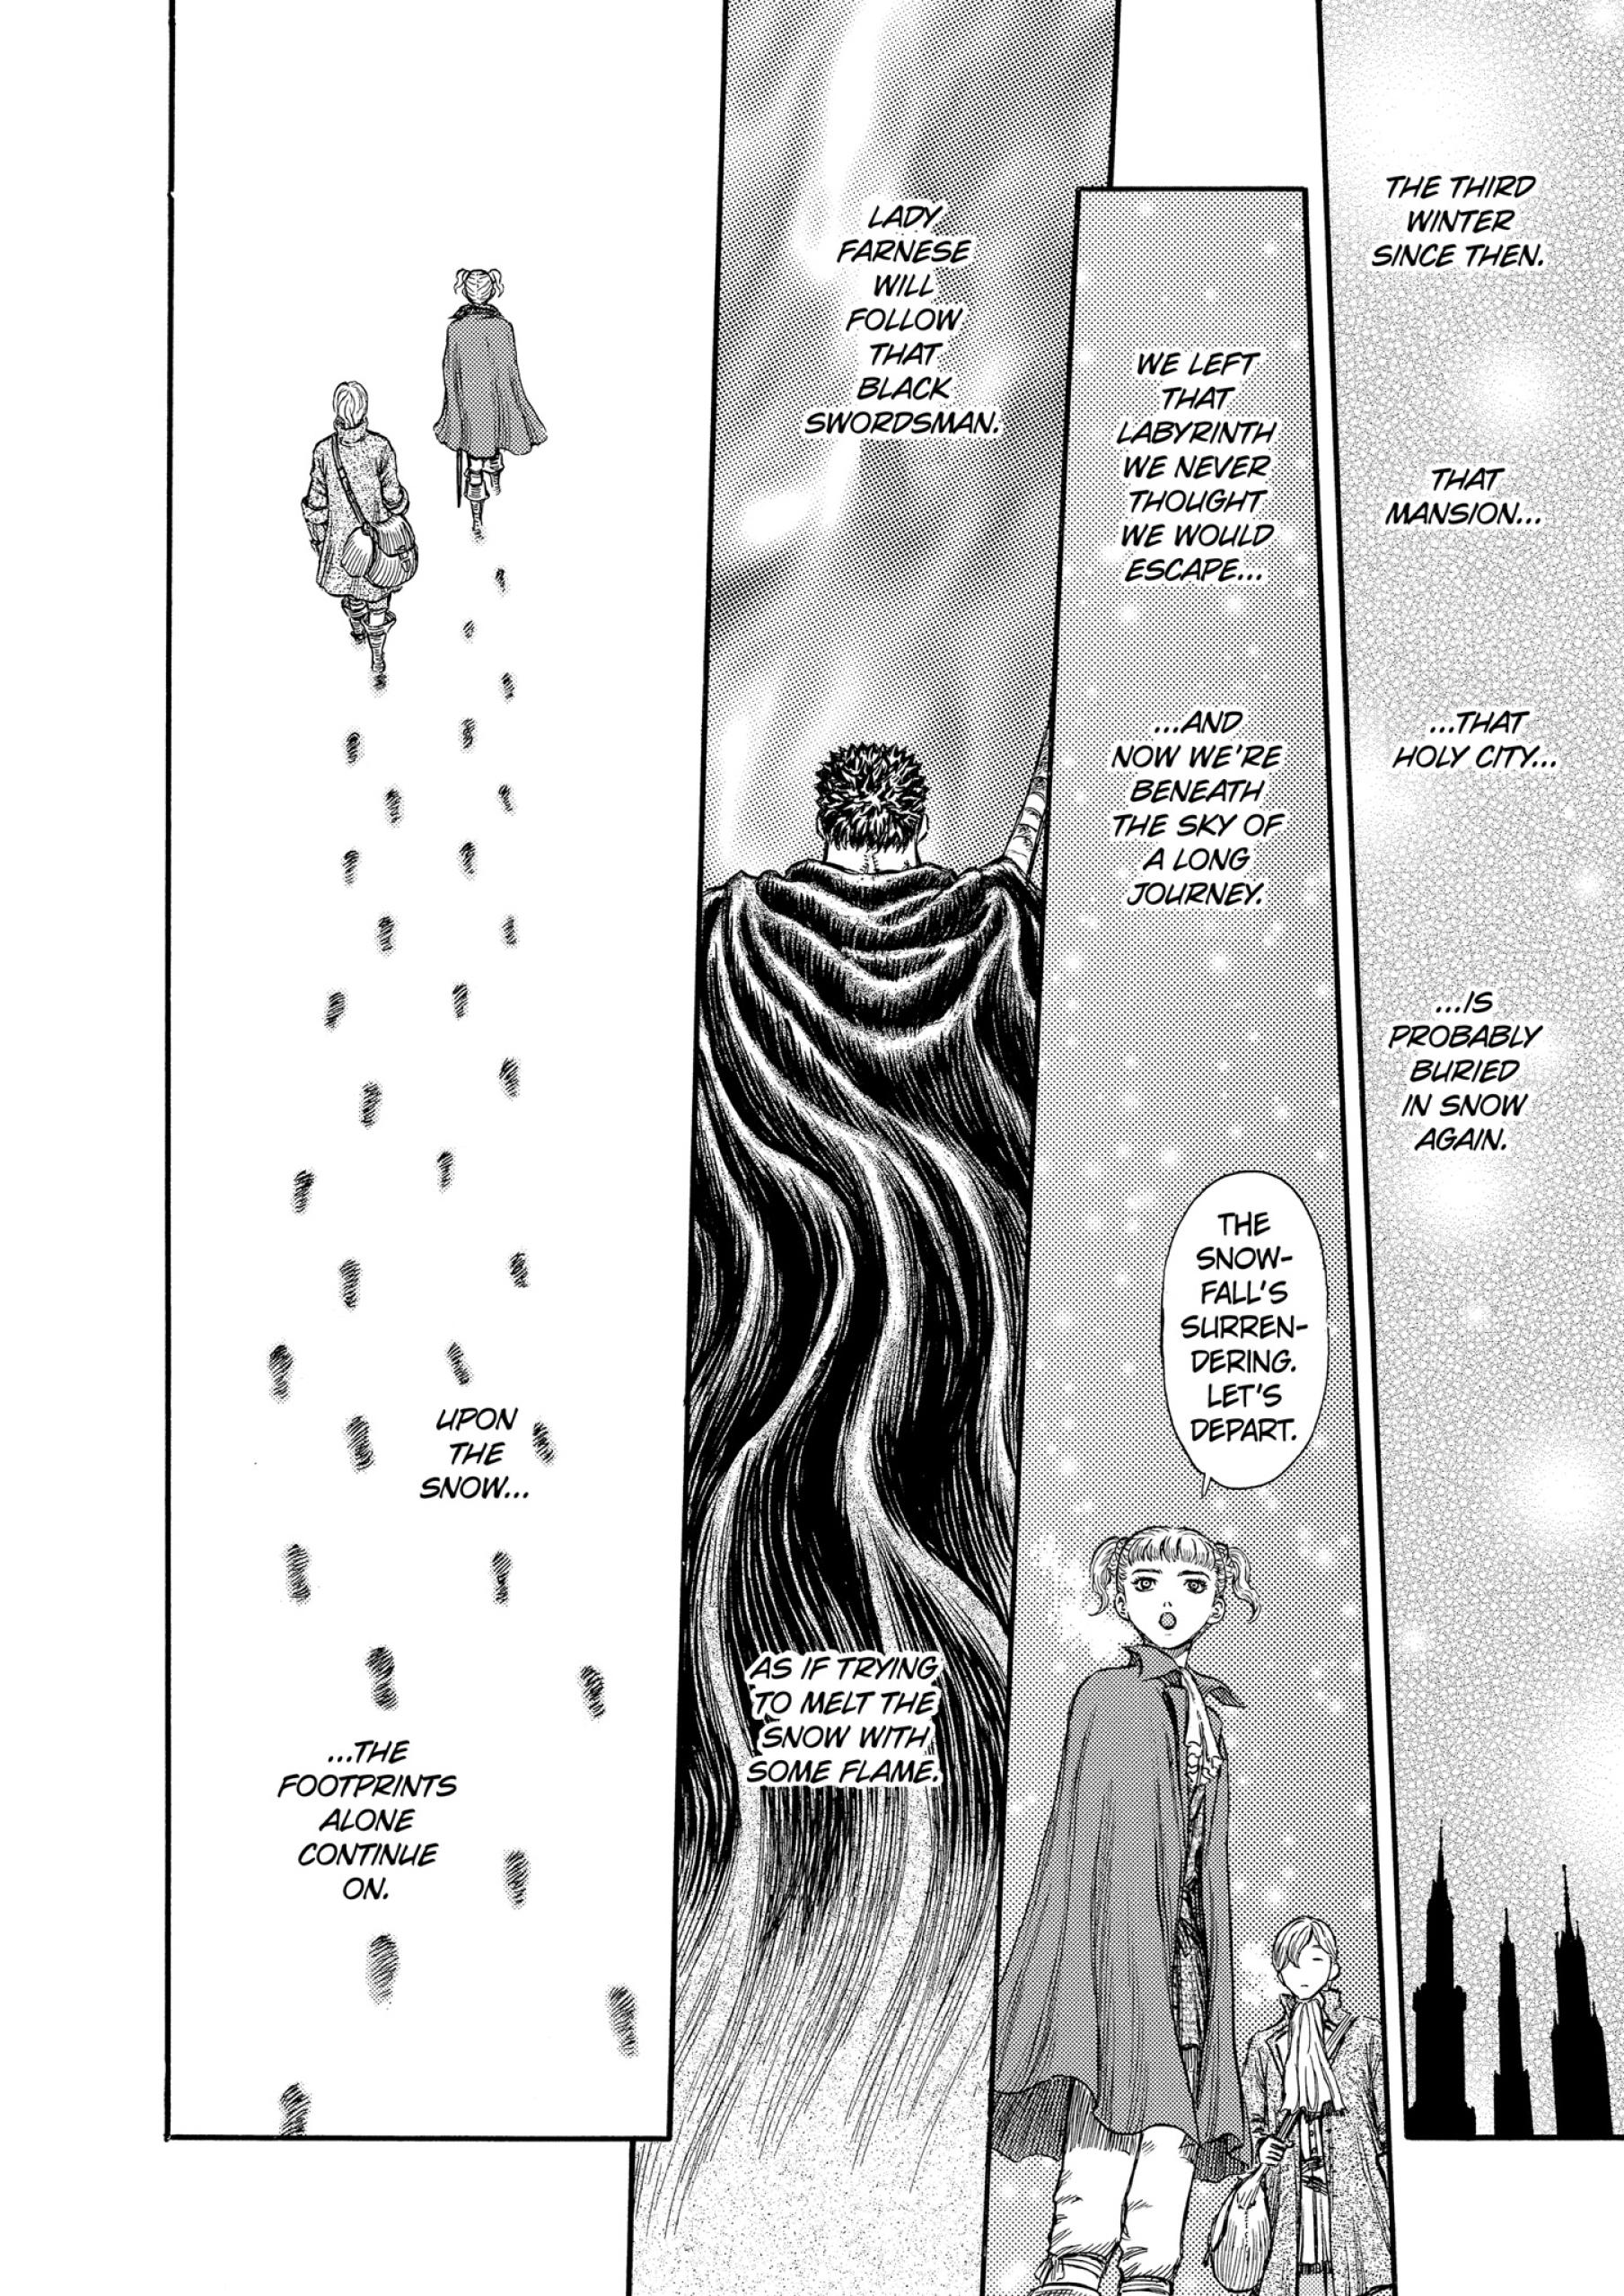 THE THIRD
WINTER
SINCE THEN.
THAT
MANSION...
...THAT
HOLY CITY...
...IS
PROBABLY
BURIED
IN SNOW
AGAIN.
WE LEFT
THAT
LABYRINTH
WE NEVER
THOUGHT
WE WOULD
ESCAPE...
...AND
NOW WE'RE
BENEATH
THE SKY OF
A LONG
JOURNEY.
THE
SNOW-
FALL'S
SURREN-
DERING.
LET'S
DEPART.
LADY
FARNESE
WILL
FOLLOW
THAT
BLACK
SWORDSMAN.
AS IF TRYING
TO MELT THE
SNOW WITH
SOME FLAME.
UPON
THE
SNOW...
...THE
FOOTPRINTS
ALONE
CONTINUE
ON.